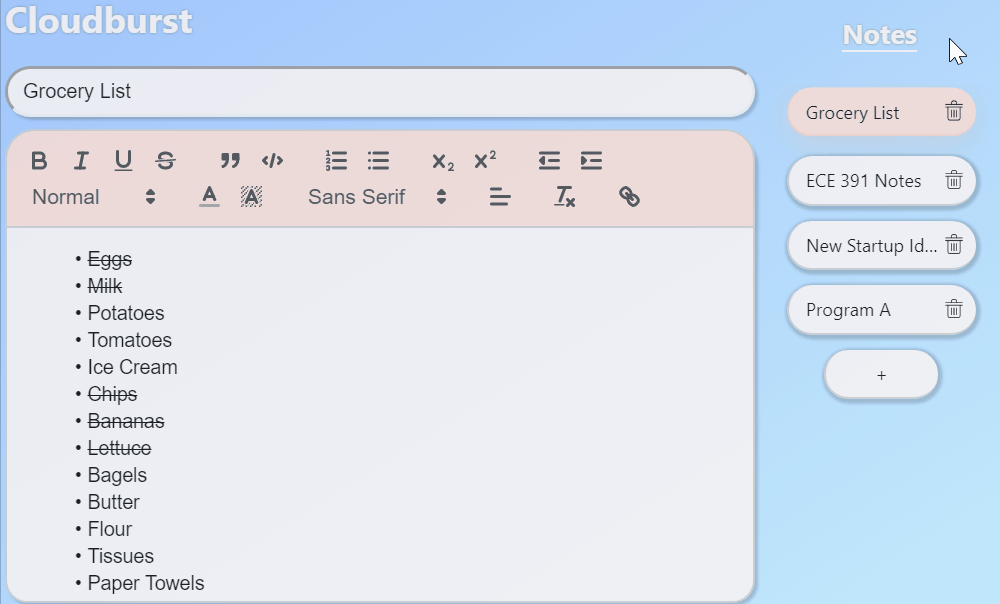 Cloudburst
Notes
Grocery List
Normal
Sans Serif
• Eggs
• Milk
• Potatoes
• Tomatoes
• Ice Cream
• Chips
• Bananas
• Lettuce
• Bagels
• Butter
• Flour
• Tissues
• Paper Towels
Grocery List
ECE 391 Notes
New Startup Id...
Program A
+